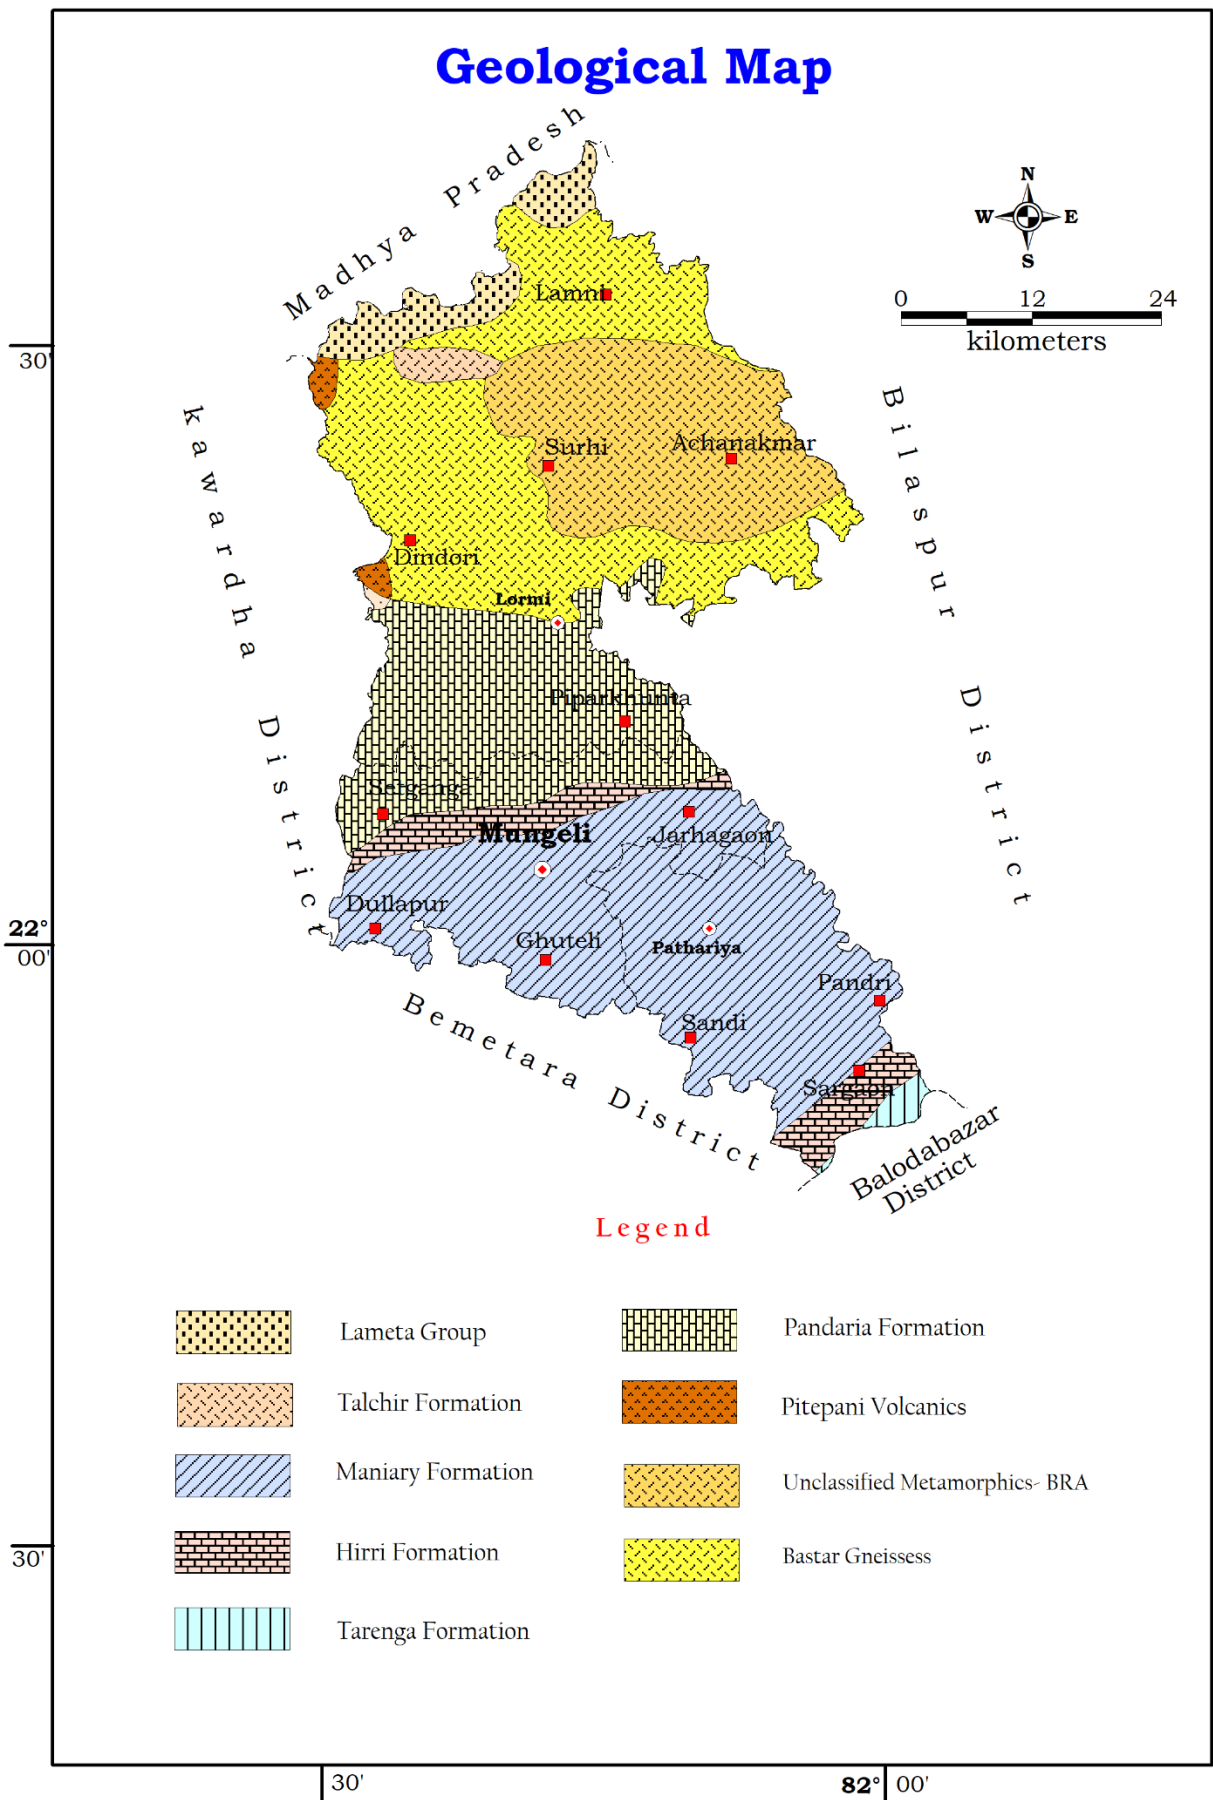 Geological Map
Madhya Pradesh
N
W E
S
0 12 24
kilometers
30'
Lamni
kawardha District
Bilaspur District
Surhi
Achanakmar
Dindori
Lormi
Piparkhunta
Setganga
Mungeli
Jarhagaon
Dullapur
22°
00'
Ghuteli
Pathariya
Pandri
Sandi
Bemetara District
Sargaon
Balodabazar
District
Legend
Lameta Group
Pandaria Formation
Talchir Formation
Pitepani Volcanics
Maniary Formation
Unclassified Metamorphics- BRA
Hirri Formation
Bastar Gneissess
Tarenga Formation
30'
30'
82° 00'